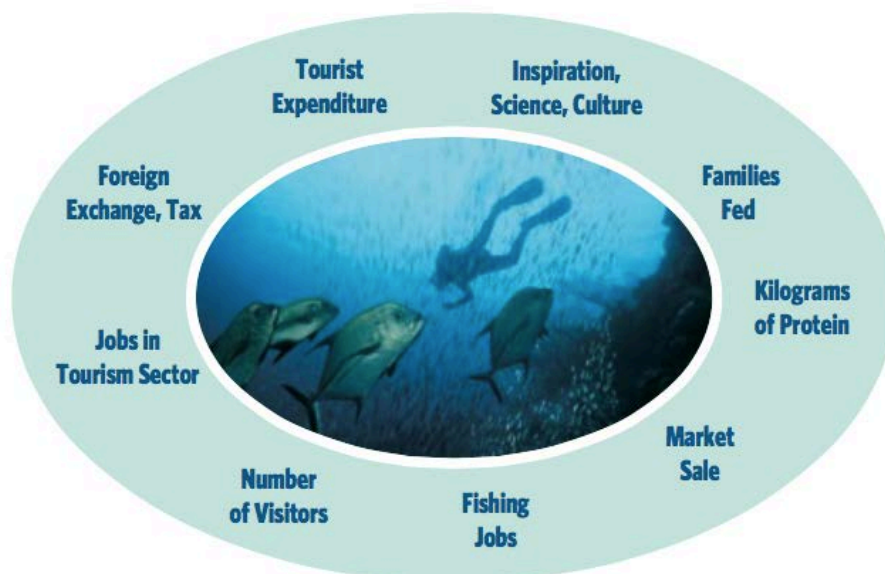 Tourist
Expenditure
Inspiration,
Science, Culture
Foreign
Exchange, Tax
Families
Fed
Kilograms
of Protein
Jobs in
Tourism Sector
Market
Sale
Number
of Visitors
Fishing
Jobs